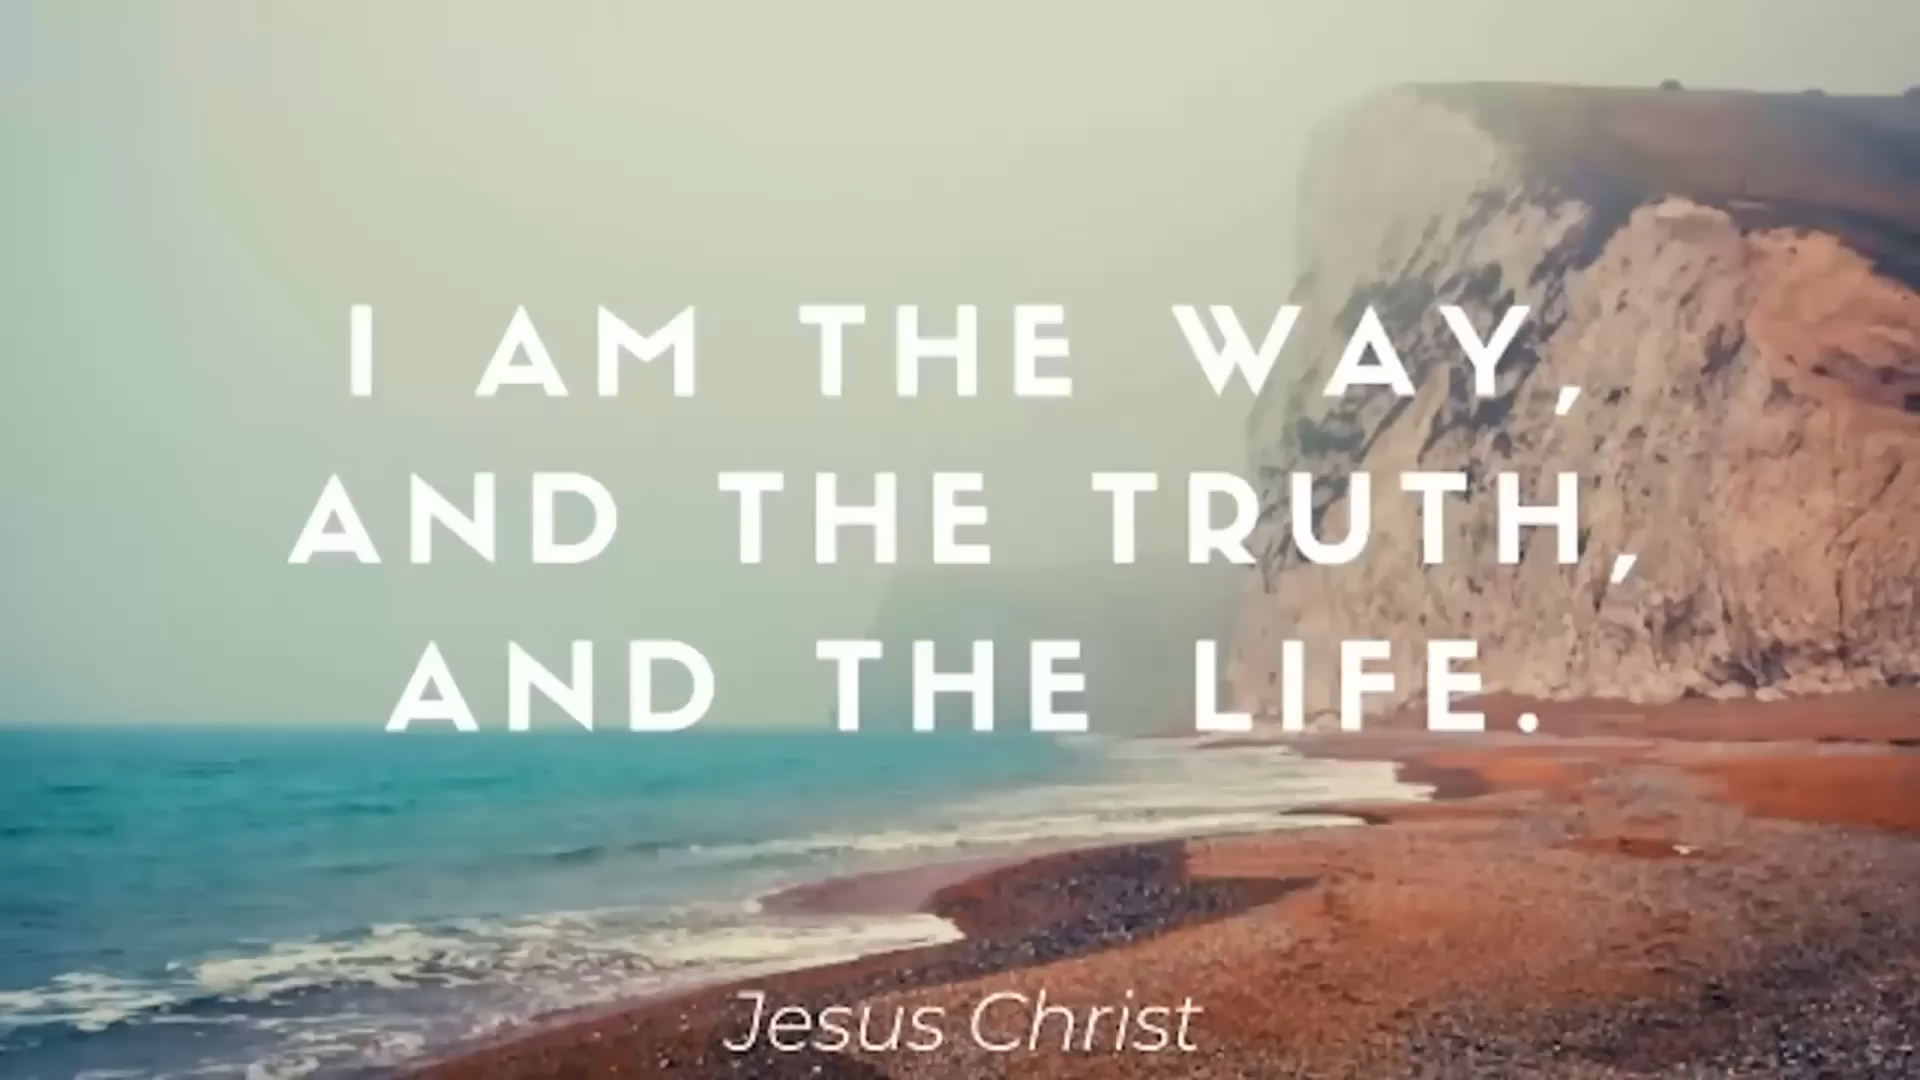 I AM THE WAY,
AND THE TRUTH,
AND THE LIFE.
Jesus Christ